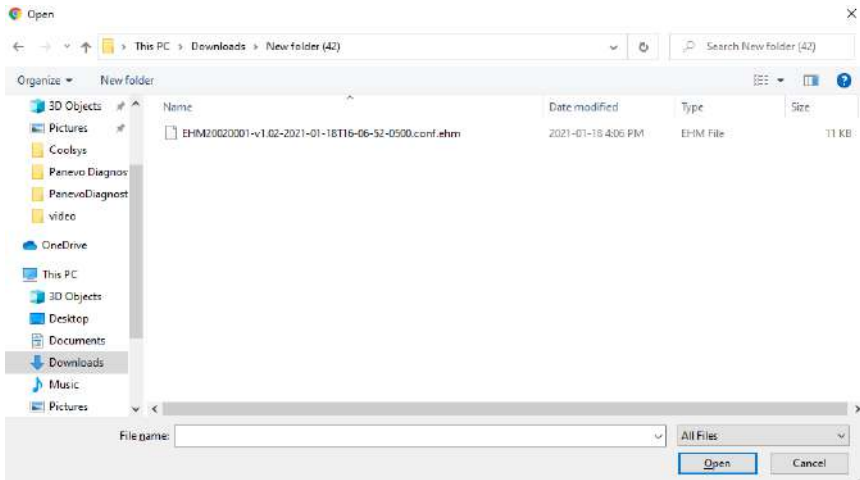 Open
This PC > Downloads > New folder (42)
Search New folder (42)
Organize
New folder
Name
Date modified
Type
Size
EHM20020001-v1.02-2021-01-18T16-06-52-0500.conf.ehm
2021-01-18 4:06 PM
EHM File
11 KB
3D Objects
Pictures
Coolsys
Panevo Diagnos
PanevoDiagnost
video
OneDrive
This PC
3D Objects
Desktop
Documents
Downloads
Music
Pictures
File name:
All Files
Open
Cancel